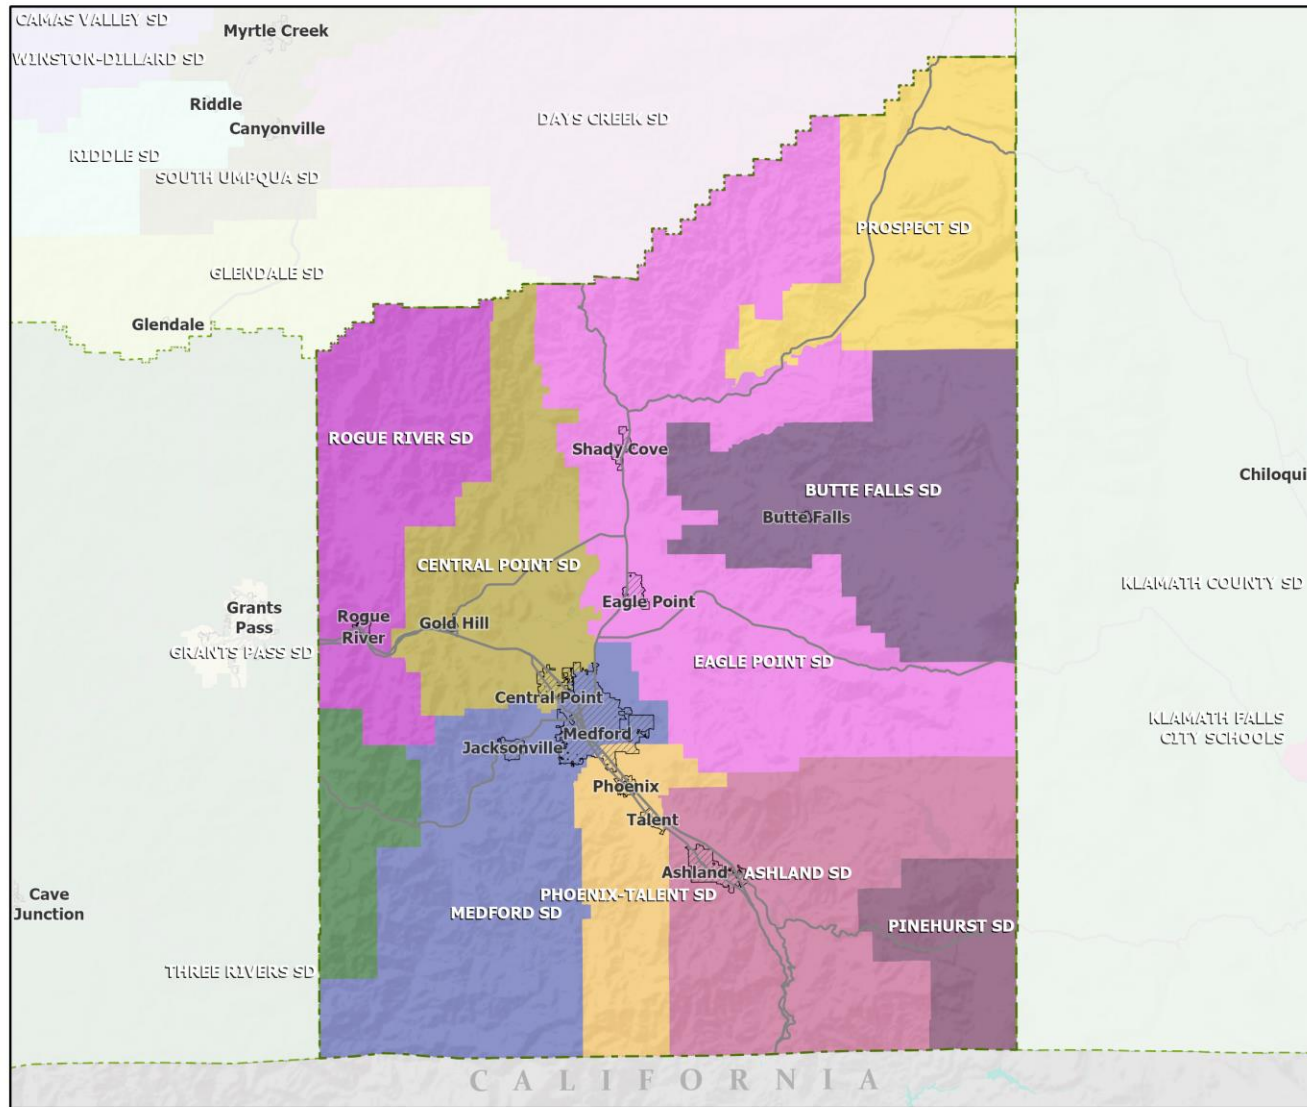 CAMAS VALLEY SD
Myrtle Creek
WINSTON-DILLARD SD
Riddle
Canyonville
DAYS CREEK SD
RIDDLE SD
SOUTH UMPQUA SD
PROSPECT SD
GLENDALE SD
Glendale
ROGUE RIVER SD
Shady Cove
Chiloqui
BUTTE FALLS SD
Butte Falls
CENTRAL POINT SD
KLAMATH COUNTY SD
Eagle Point
Grants
Pass
Rogue
River
Gold Hill
GRANTS PASS SD
EAGLE POINT SD
Central Point
KLAMATH FALLS
CITY SCHOOLS
Medford
Jacksonville
Phoenix
Talent
Ashland
ASHLAND SD
PHOENIX-TALENT SD
Cave
Junction
MEDFORD SD
PINEHURST SD
THREE RIVERS SD
CALIFORNIA